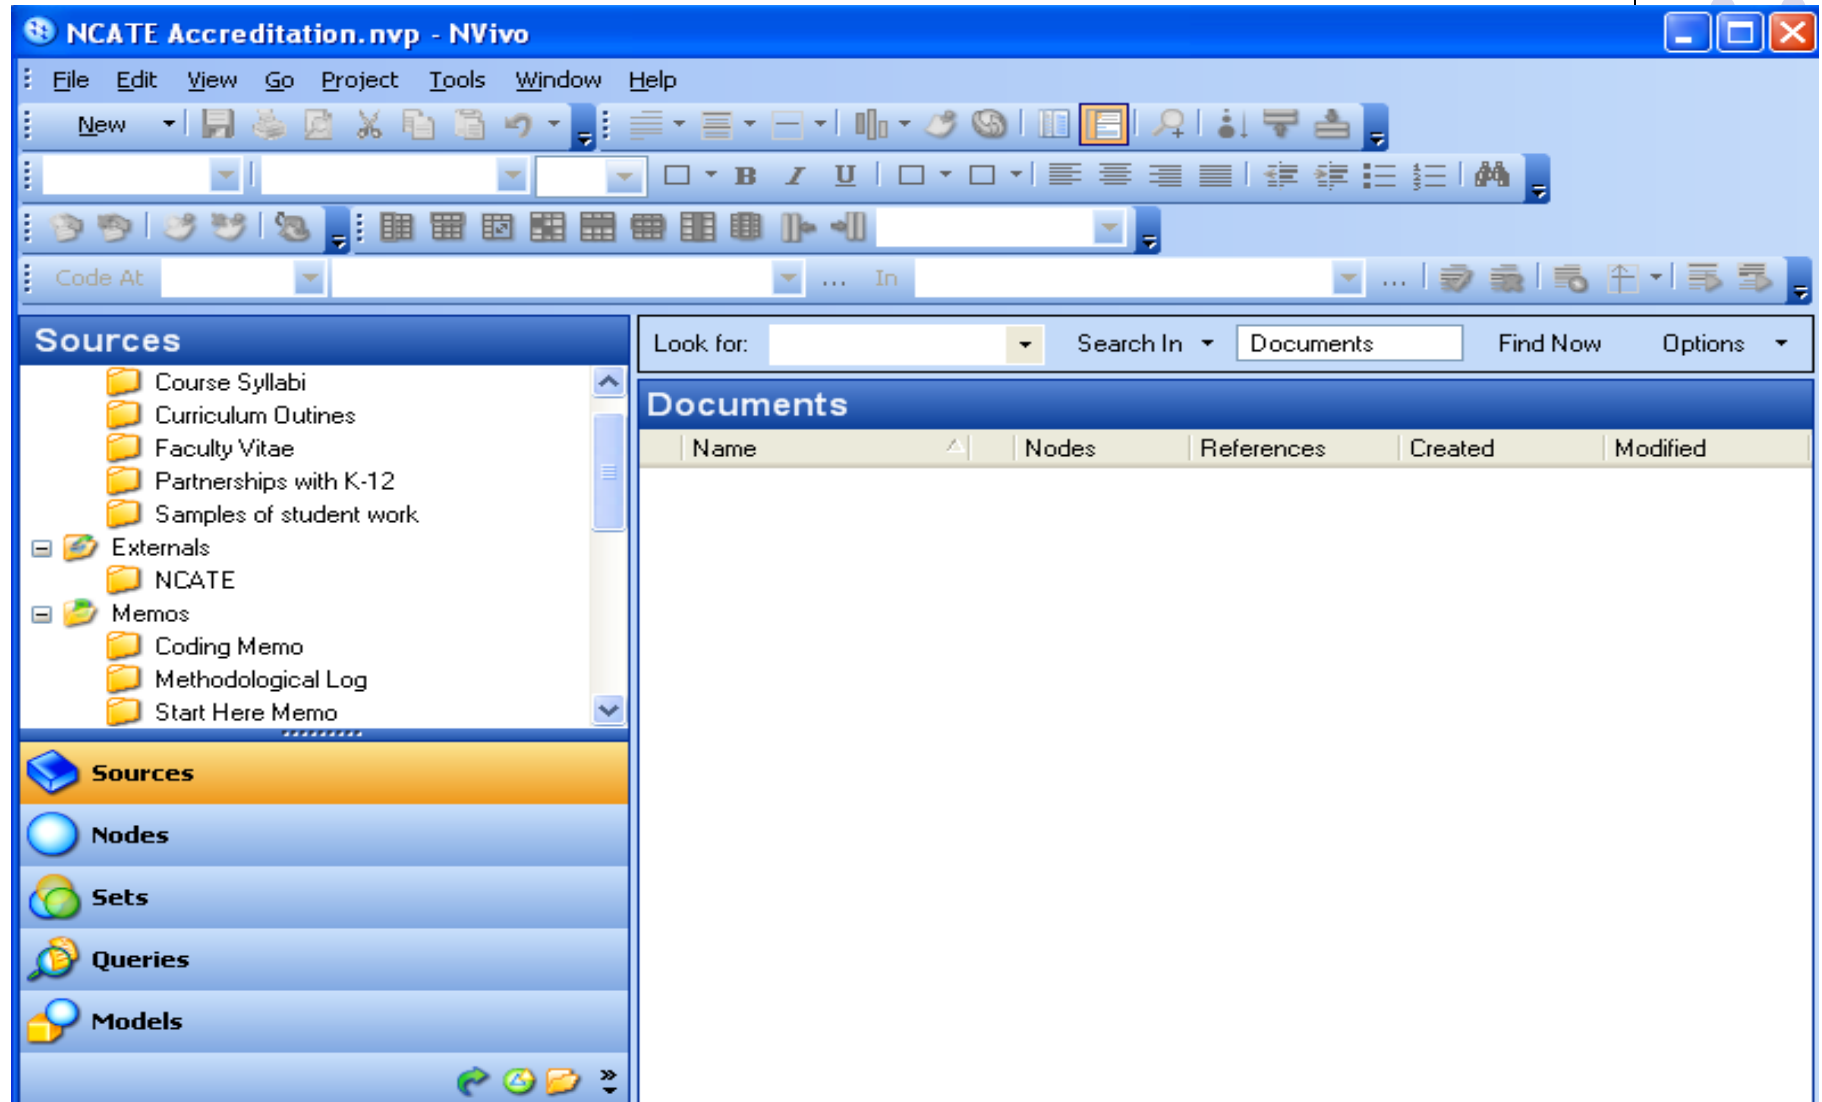 NCATE Accreditation.nvp - NVivo
File Edit View Go Project Tools Window Help
New
B I U
Code At ... In ...
Sources
Look for: Search In Documents Find Now Options
Course Syllabi
Curriculum Outines
Faculty Vitae
Partnerships with K-12
Samples of student work
Externals
NCATE
Memos
Coding Memo
Methodological Log
Start Here Memo
Documents
Name Nodes References Created Modified
Sources
Nodes
Sets
Queries
Models